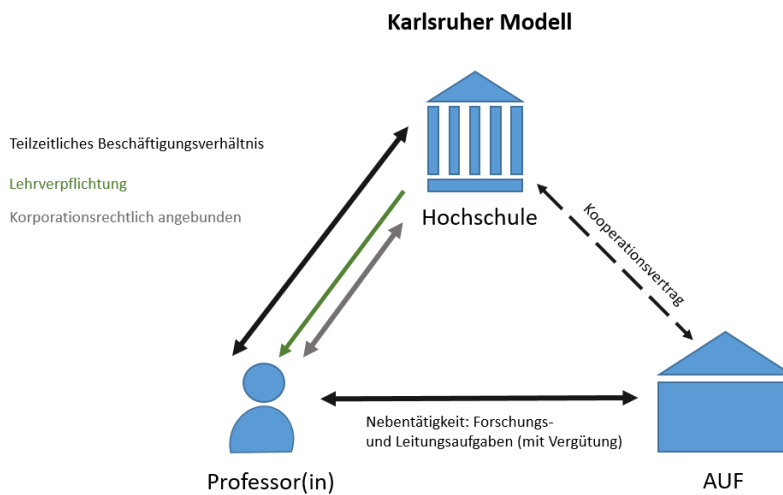 Karlsruher Modell
Teilzeitliches Beschäftigungsverhältnis
Lehrverpflichtung
Korporationsrechtlich angebunden
Hochschule
Kooperationsvertrag
Nebentätigkeit: Forschungs-
und Leitungsaufgaben (mit Vergütung)
Professor(in)
AUF